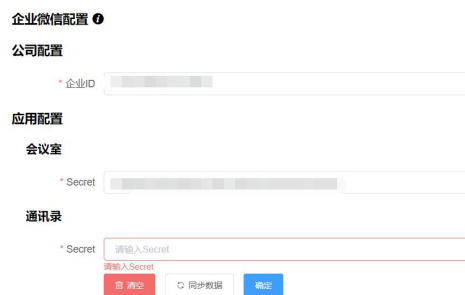 企业微信配置
公司配置
* 企业ID
应用配置
会议室
* Secret
通讯录
* Secret 请输入Secret
请输入Secret
清空 同步数据 确定